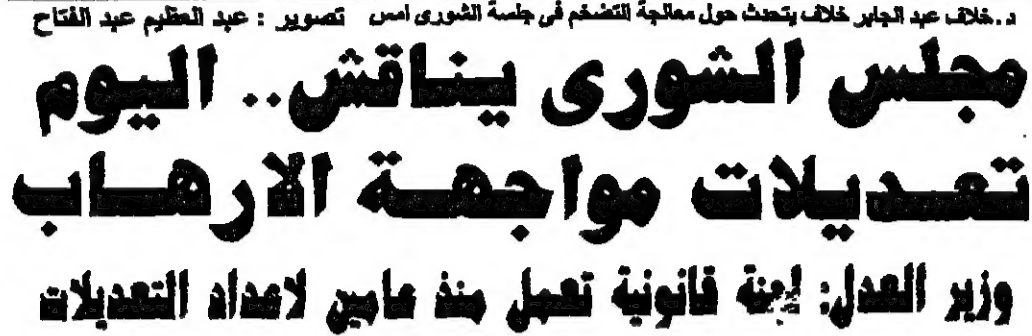 د. خلاف عبد الجابر خلاف يتحدث حول معالجة التضخم فى جلسة الشورى امس تصوير : عبد العظيم عبد الفتاح
مجلس الشورى يناقش.. اليوم
تعديلات مواجهة الارهاب
وزير العدل: لجنة قانونية تعمل منذ عامين لاعداد التعديلات